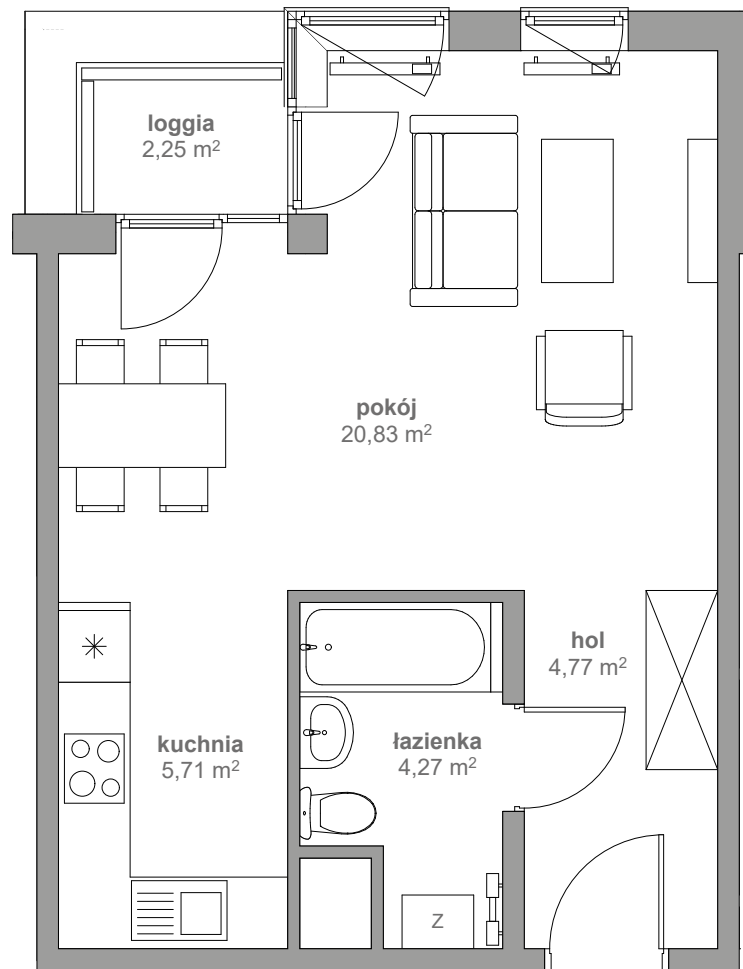 loggia
2,25 m²
pokój
20,83 m²
hol
4,77 m²
kuchnia
5,71 m²
łazienka
4,27 m²
Z